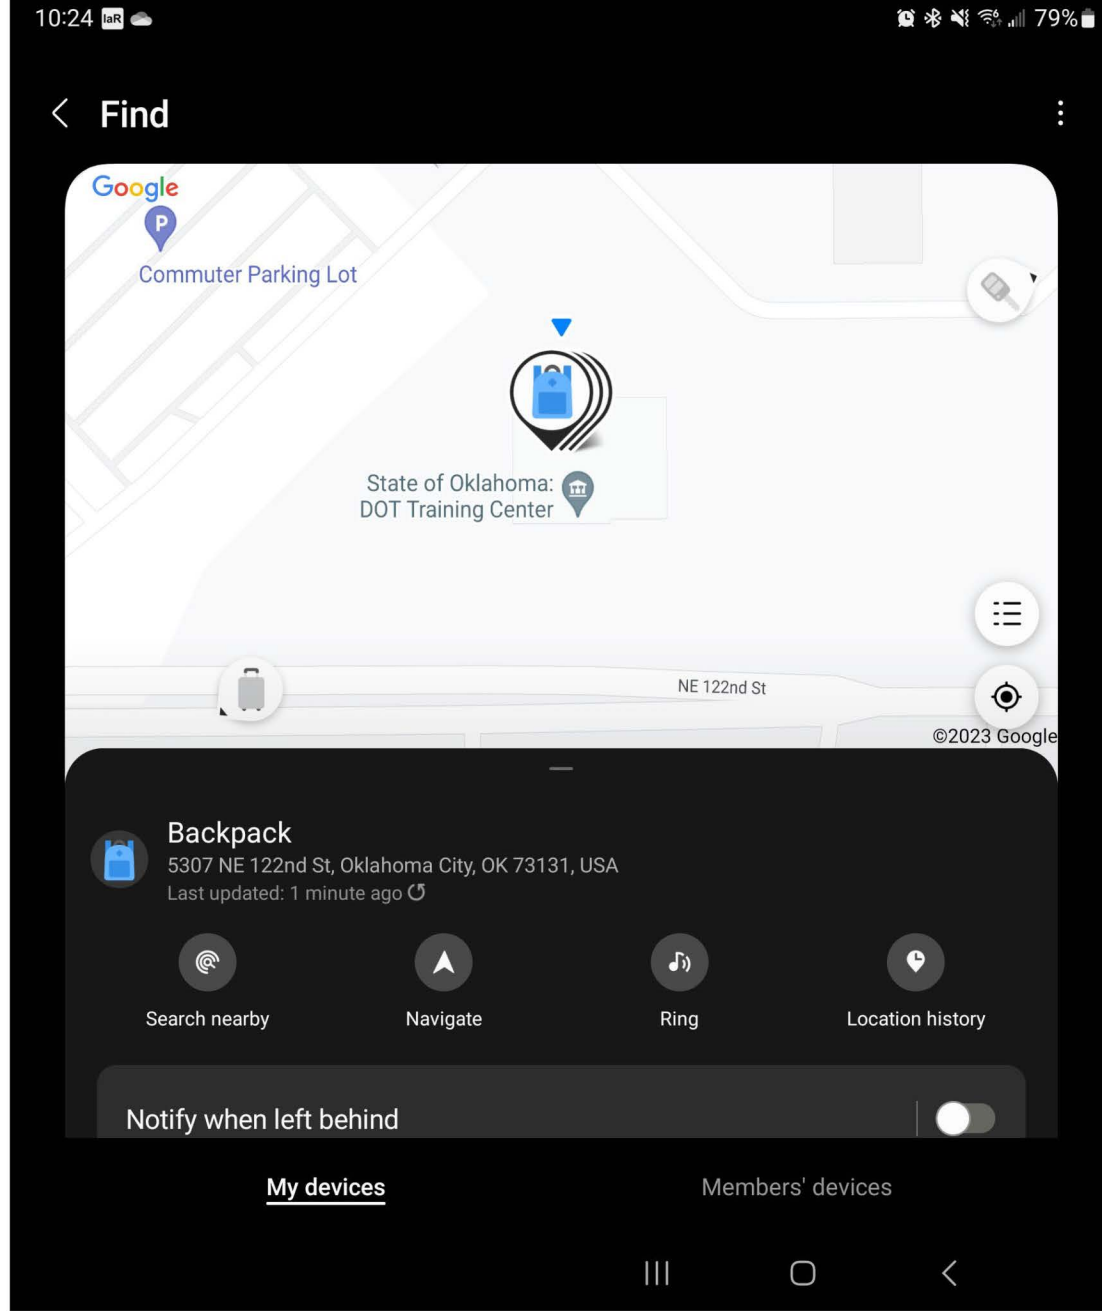 10:24 IaR 79%
Find
Google
P
Commuter Parking Lot
State of Oklahoma:
DOT Training Center
NE 122nd St
©2023 Google
Backpack
5307 NE 122nd St, Oklahoma City, OK 73131, USA
Last updated: 1 minute ago
Search nearby Navigate Ring Location history
Notify when left behind
My devices Members' devices